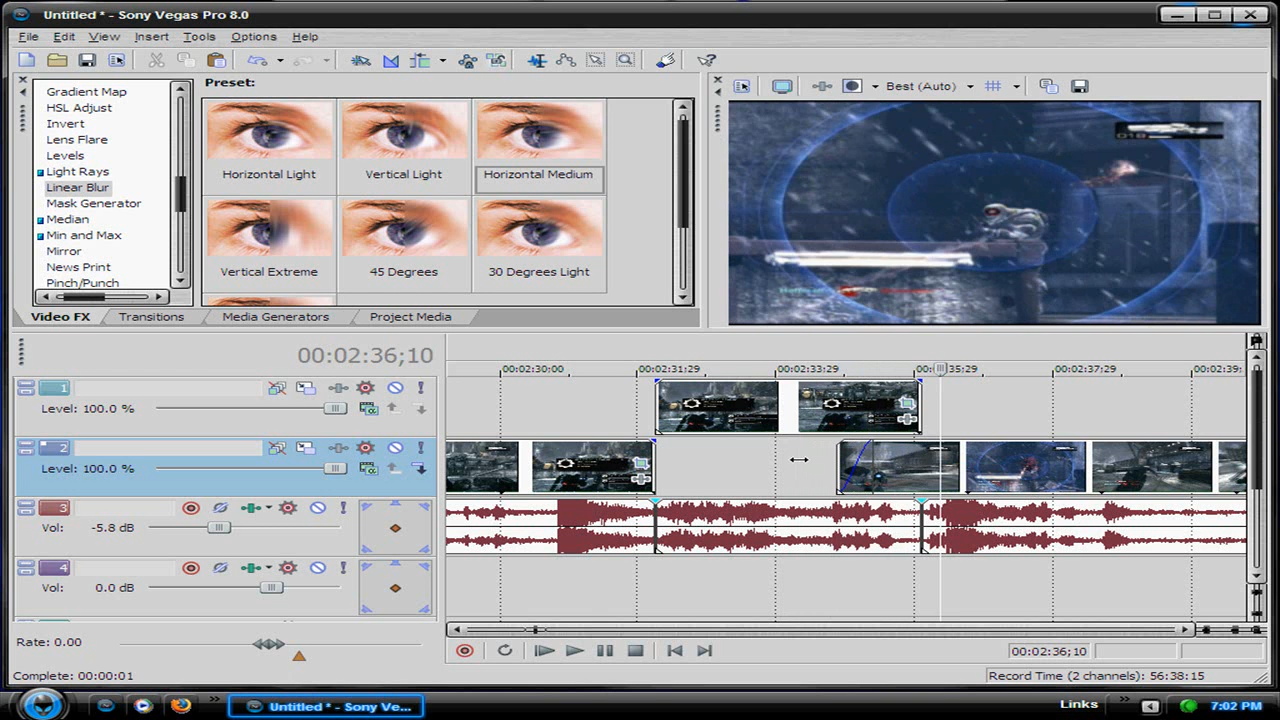 Untitled * - Sony Vegas Pro 8.0
File Edit View Insert Tools Options Help
Gradient Map
HSL Adjust
Invert
Lens Flare
Levels
Light Rays
Linear Blur
Mask Generator
Median
Min and Max
Mirror
News Print
Pinch/Punch
Preset:
Horizontal Light
Vertical Light
Horizontal Medium
Vertical Extreme
45 Degrees
30 Degrees Light
Best (Auto)
Video FX Transitions Media Generators Project Media
00:02:36;10
00:02:30:00 00:02:31:29 00:02:33:29 00:02:35:29 00:02:37:29 00:02:39:
1
Level: 100.0 %
2
Level: 100.0 %
3
Vol: -5.8 dB
4
Vol: 0.0 dB
Rate: 0.00
00:02:36;10
Complete: 00:00:01
Record Time (2 channels): 56:38:15
Untitled * - Sony Ve...
Links
7:02 PM